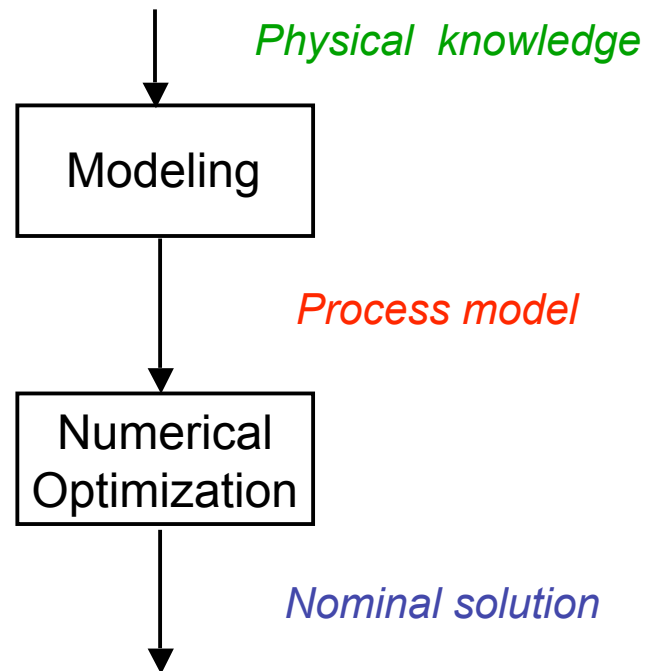 Physical knowledge
Modeling
Process model
Numerical
Optimization
Nominal solution